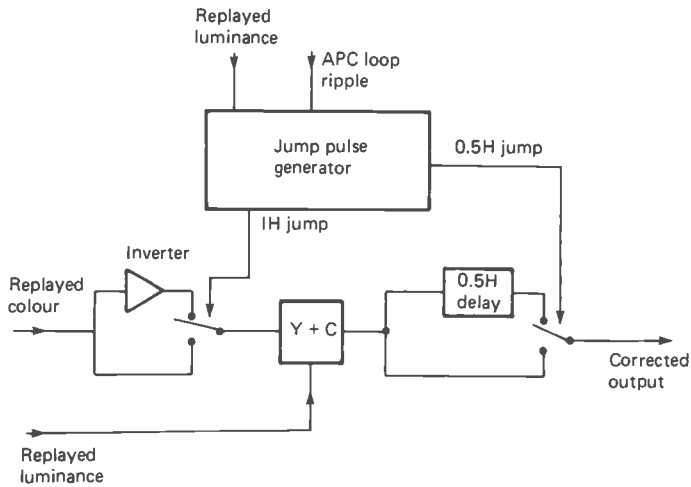 Replayed
luminance
APC loop
ripple
Jump pulse
generator
0.5H jump
IH jump
Inverter
Replayed
colour
0.5H
delay
Y + C
Corrected
output
Replayed
luminance